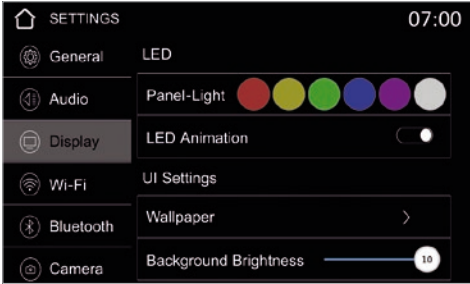 SETTINGS 07:00
General
Audio
Display
Wi-Fi
Bluetooth
Camera
LED
Panel-Light
LED Animation
UI Settings
Wallpaper
Background Brightness 10